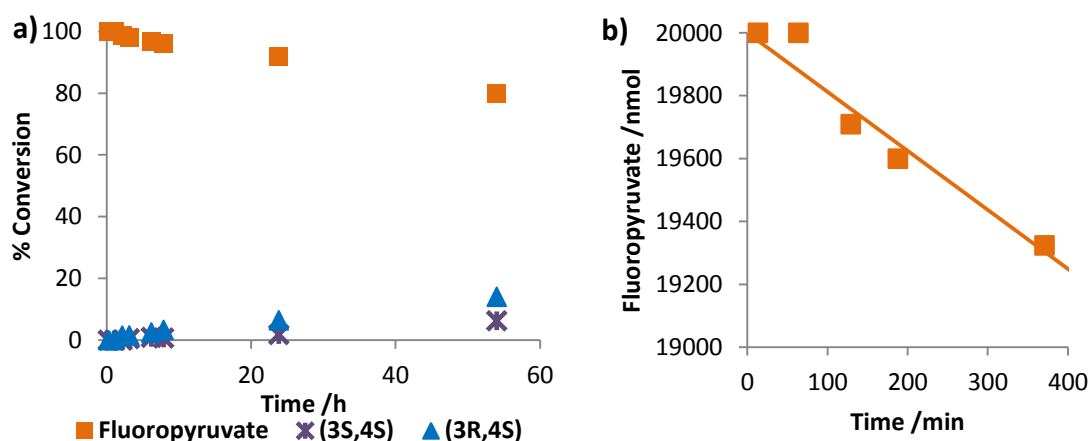 a)
% Conversion
100
80
60
40
20
0
0 20 40 60
Time /h
Fluoropyruvate (3S,4S) (3R,4S)
b)
Fluoropyruvate /nmol
20000
19800
19600
19400
19200
19000
0 100 200 300 400
Time /min